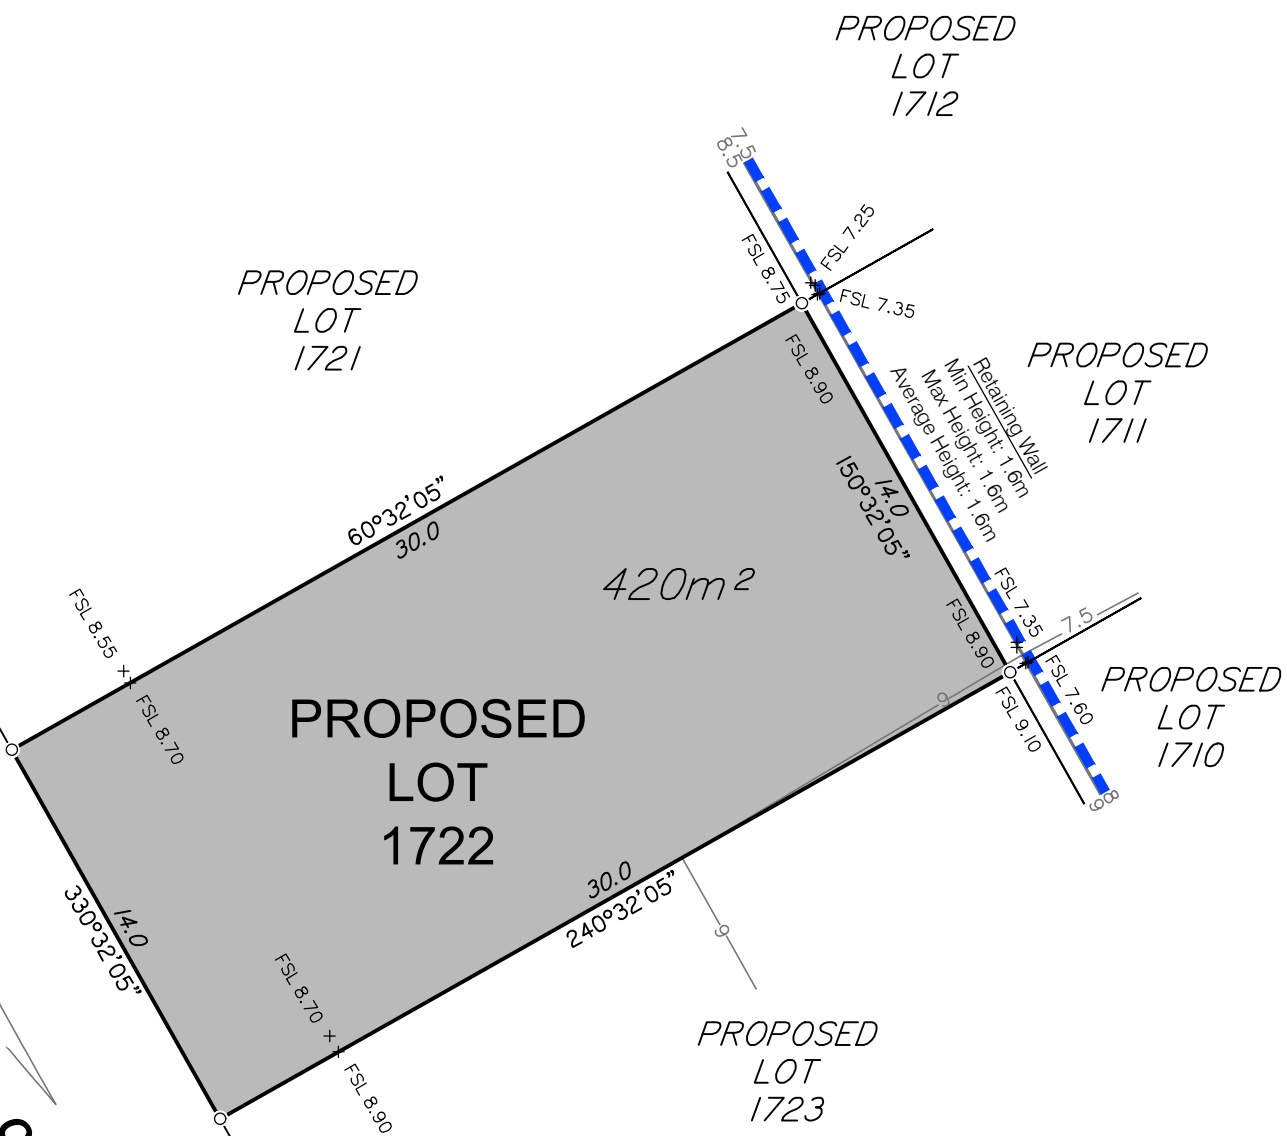 PROPOSED
LOT
1712
7.5
8.5
FSL 7.25
FSL 8.75
FSL 7.35
PROPOSED
LOT
1721
FSL 8.90
PROPOSED
LOT
1711
Retaining Wall
Min Height: 1.6m
Max Height: 1.6m
Average Height: 1.6m
14.0
150°32'05"
60°32'05"
30.0
420m²
FSL 8.55
FSL 8.70
FSL 7.35
FSL 8.90
7.5
FSL 7.60
FSL 9.10
9
PROPOSED
LOT
1710
8
9
PROPOSED
LOT
1722
14.0
330°32'05"
30.0
240°32'05"
9
FSL 8.70
FSL 8.90
PROPOSED
LOT
1723